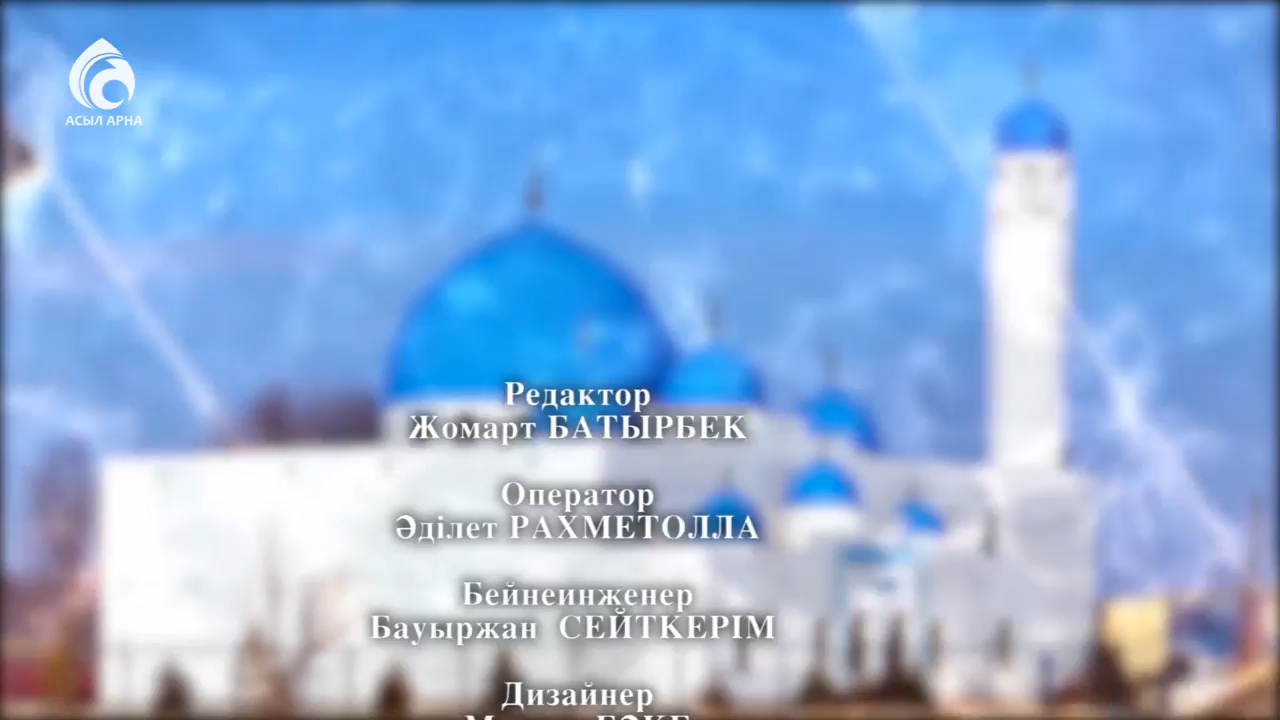 АСЫЛ АРНА
Редактор
Жомарт БАТЫРБЕК
Оператор
Әділет РАХМЕТОЛЛА
Бейнеинженер
Бауыржан СЕЙТКЕРІМ
Дизайнер